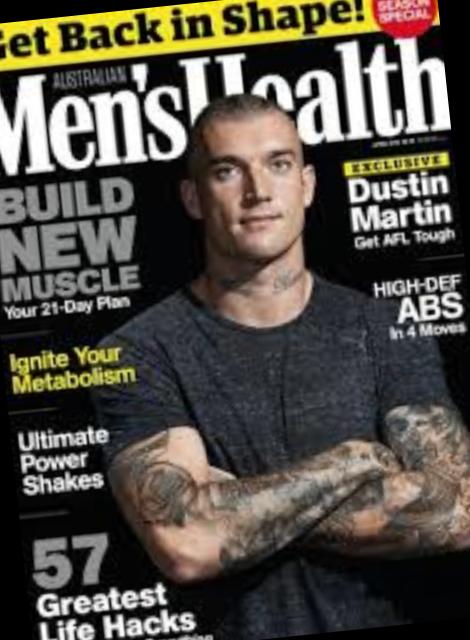 Get Back in Shape!
SEASON
SPECIAL
AUSTRALIAN
Men'sHealth
BUILD
NEW
MUSCLE
Your 21-Day Plan
EXCLUSIVE
Dustin
Martin
Get AFL Tough
HIGH-DEF
ABS
In 4 Moves
Ignite Your
Metabolism
Ultimate
Power
Shakes
57
Greatest
Life Hacks